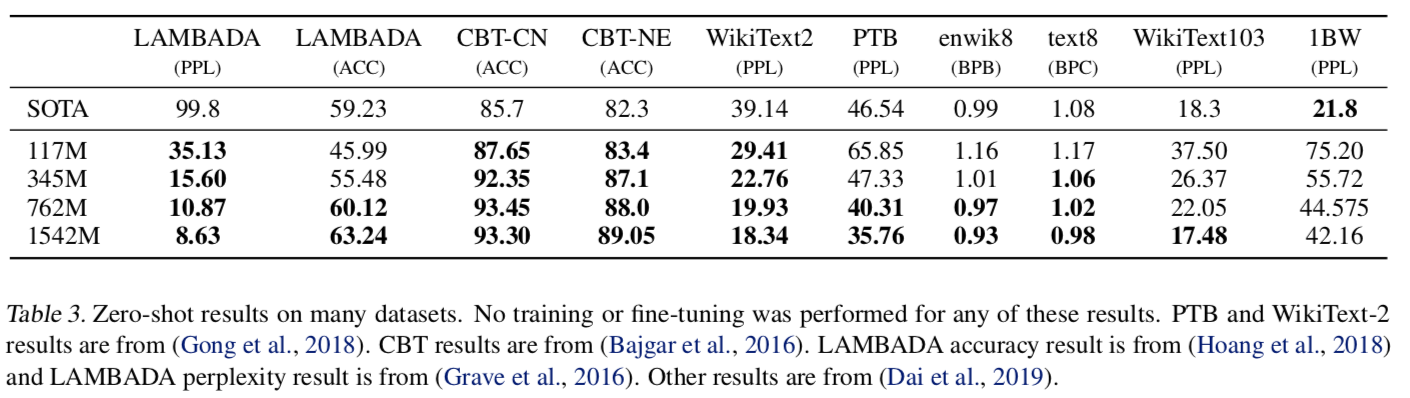 LAMBADA LAMBADA CBT-CN CBT-NE WikiText2 PTB enwik8 text8 WikiText103 1BW
(PPL) (ACC) (ACC) (ACC) (PPL) (PPL) (BPB) (BPC) (PPL) (PPL)
SOTA 99.8 59.23 85.7 82.3 39.14 46.54 0.99 1.08 18.3 21.8
117M 35.13 45.99 87.65 83.4 29.41 65.85 1.16 1.17 37.50 75.20
345M 15.60 55.48 92.35 87.1 22.76 47.33 1.01 1.06 26.37 55.72
762M 10.87 60.12 93.45 88.0 19.93 40.31 0.97 1.02 22.05 44.575
1542M 8.63 63.24 93.30 89.05 18.34 35.76 0.93 0.98 17.48 42.16
Table 3. Zero-shot results on many datasets. No training or fine-tuning was performed for any of these results. PTB and WikiText-2
results are from (Gong et al., 2018). CBT results are from (Bajgar et al., 2016). LAMBADA accuracy result is from (Hoang et al., 2018)
and LAMBADA perplexity result is from (Grave et al., 2016). Other results are from (Dai et al., 2019).